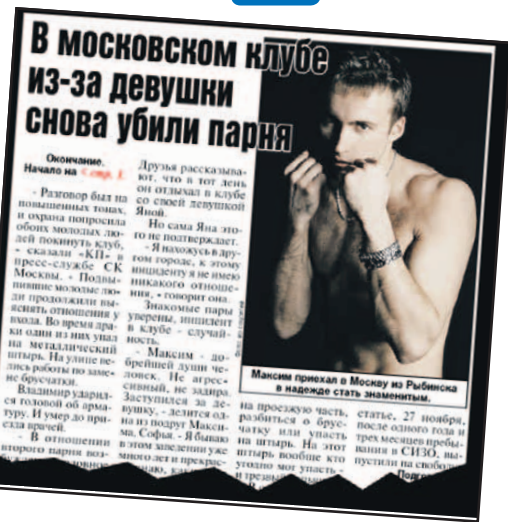 В московском клубе
из-за девушки
снова убили парня
Окончание.
Начало на стр. 1.
- Разговор был на
повышенных тонах,
и охрана попросила
обоих молодых лю-
дей покинуть клуб,
- сказали «КП» в
пресс-службе СК
Москвы. - Подвы-
пившие молодые лю-
ди продолжили вы-
яснять отношения у
входа. Во время дра-
ки один из них упал
на металлический
штырь. На улице ве-
лись работы по заме-
не брусчатки.
Владимир ударил-
ся головой об арма-
туру. И умер до при-
езда врачей.
- В отношении
второго парня воз-
Друзья рассказыва-
ют, что в тот день
он отдыхал в клубе
со своей девушкой
Яной.
Но сама Яна это-
го не подтверждает.
- Я нахожусь в дру-
гом городе, к этому
инциденту я не имею
никакого отноше-
ния, - говорит она.
Знакомые пары
уверены, инцидент
в клубе - случай-
ность.
- Максим - до-
брейшей души че-
ловек. Не агрес-
сивный, не задира.
Заступился за де-
вушку, - делится од-
на из подруг Макси-
ма, Софья. - Я бываю
в этом заведении уже
много лет и прекрас-
Максим приехал в Москву из Рыбинска
в надежде стать знаменитым.
на проезжую часть,
разбиться о брус-
чатку или упасть
на штырь. На этот
штырь вообще кто
угодно мог упасть -
статье, 27 ноября,
после одного года и
трех месяцев пребы-
вания в СИЗО, вы-
пустили на свободу